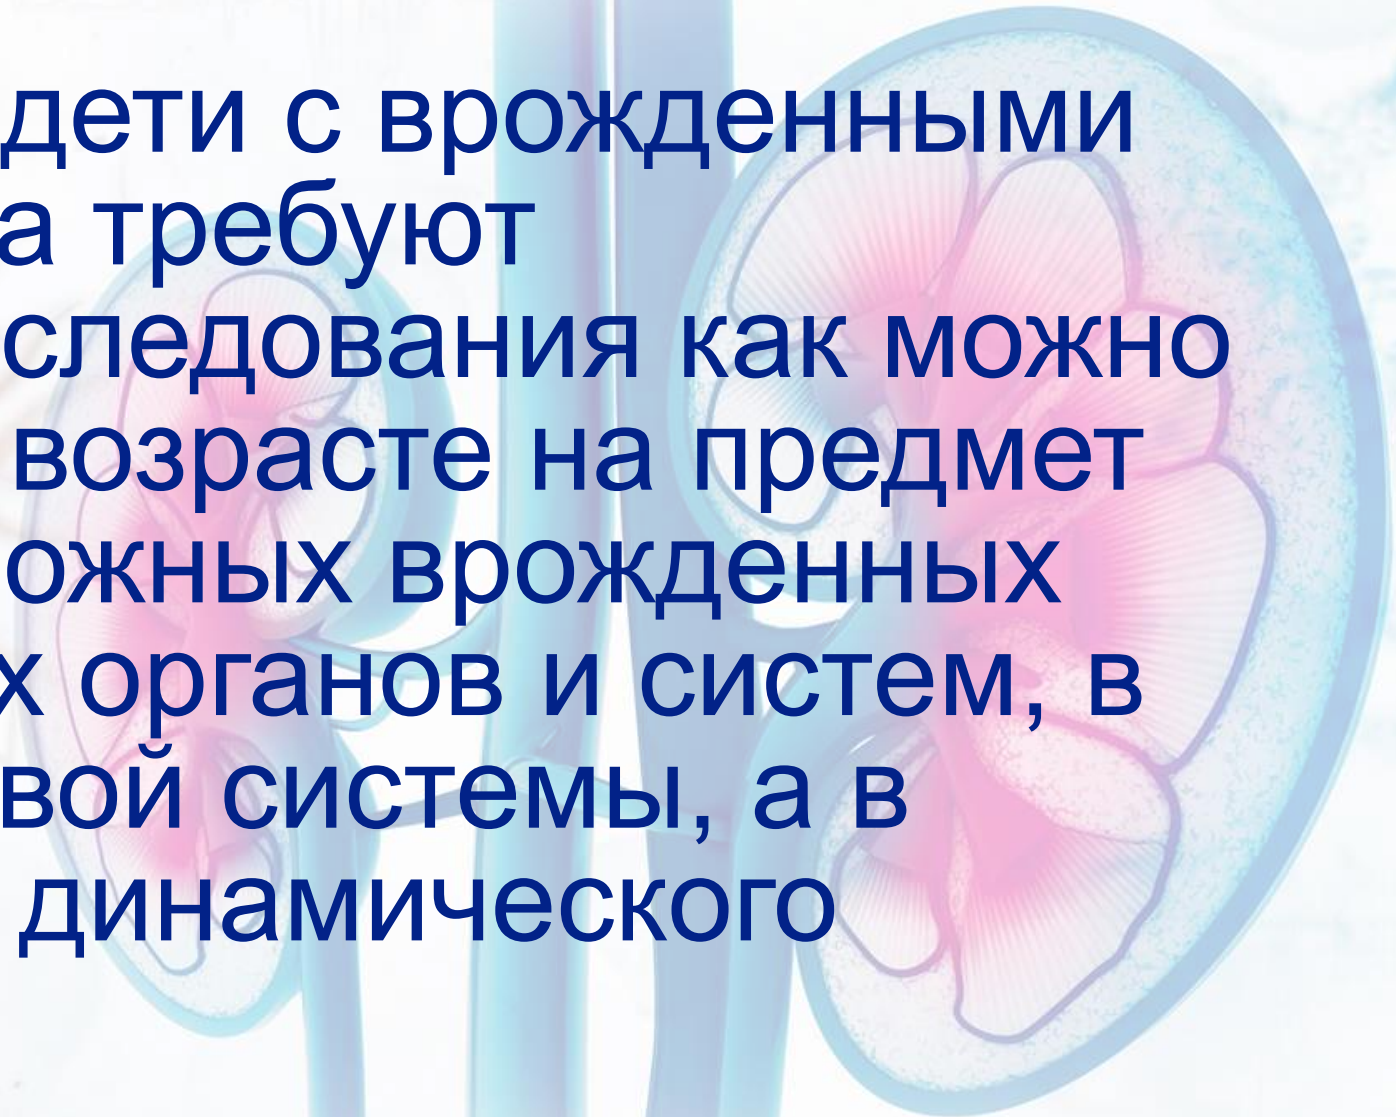 дети с врожденными
а требуют
следования как можно
возрасте на предмет
ожных врожденных
х органов и систем, в
вой системы, а в
динамического